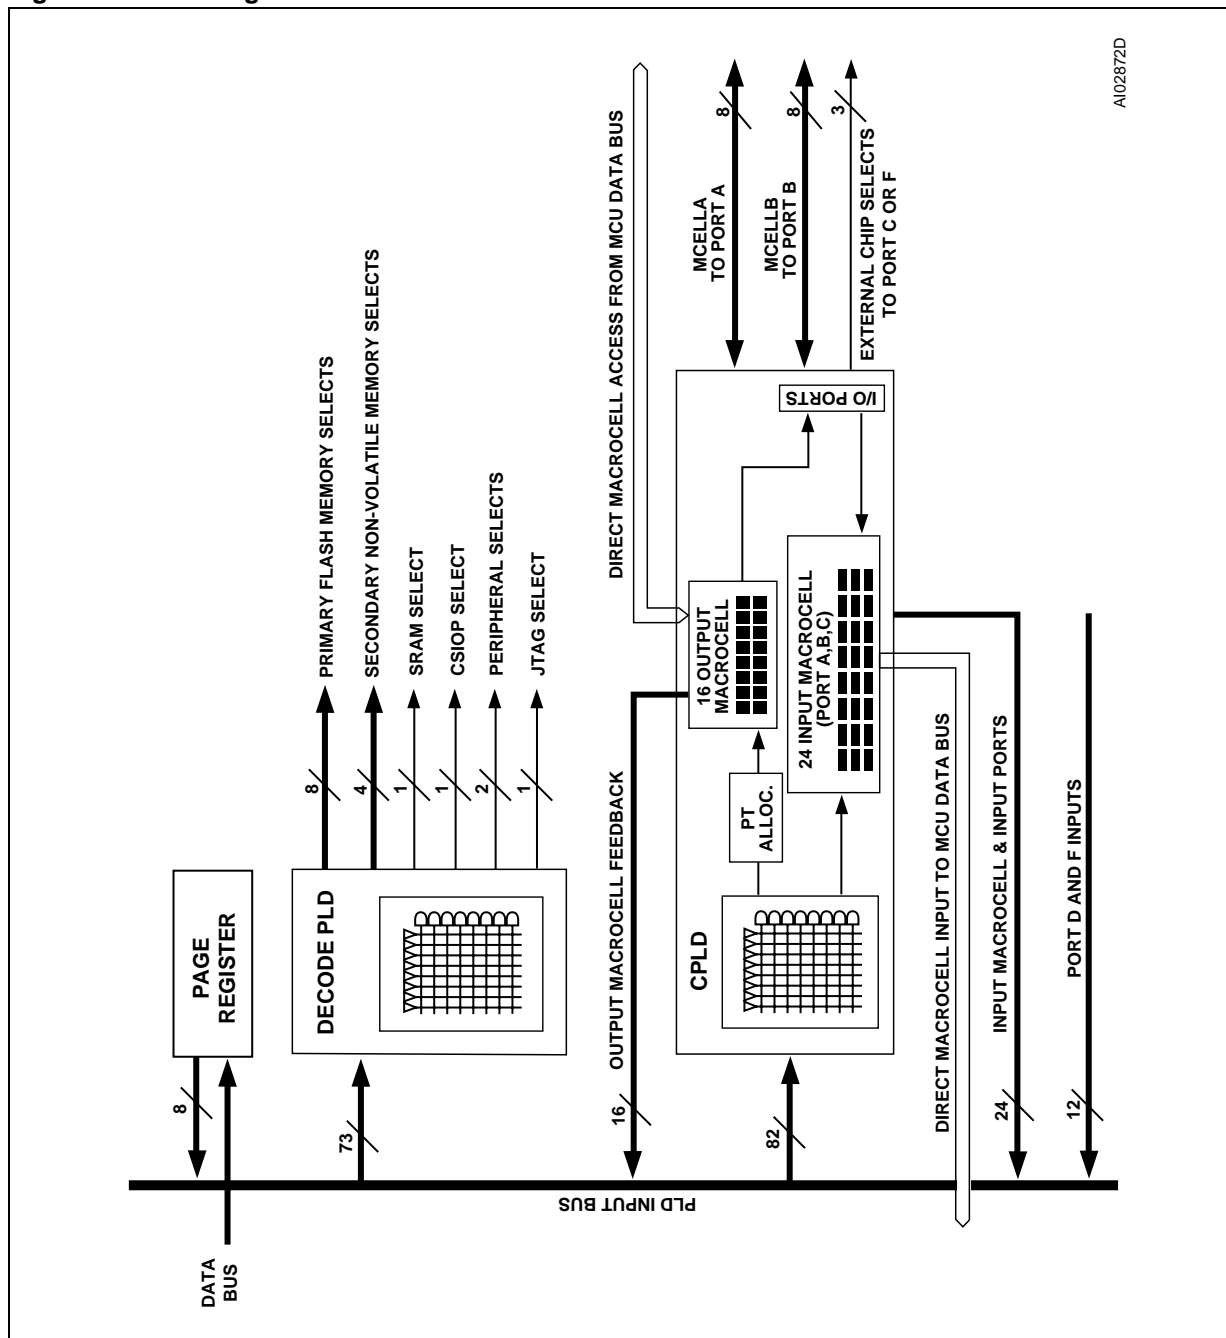 DATA
BUS
8
PAGE
REGISTER
73
DECODE PLD
8
PRIMARY FLASH MEMORY SELECTS
4
SECONDARY NON-VOLATILE MEMORY SELECTS
1
SRAM SELECT
1
CSIOP SELECT
2
PERIPHERAL SELECTS
1
JTAG SELECT
PLD INPUT BUS
16
OUTPUT MACROCELL FEEDBACK
DIRECT MACROCELL ACCESS FROM MCU DATA BUS
82
CPLD
PT
ALLOC.
16 OUTPUT
MACROCELL
24 INPUT MACROCELL
(PORT A,B,C)
I/O PORTS
MCELLA
TO PORT A
8
MCELLB
TO PORT B
8
EXTERNAL CHIP SELECTS
TO PORT C OR F
3
DIRECT MACROCELL INPUT TO MCU DATA BUS
24
INPUT MACROCELL & INPUT PORTS
12
PORT D AND F INPUTS
AI02872D